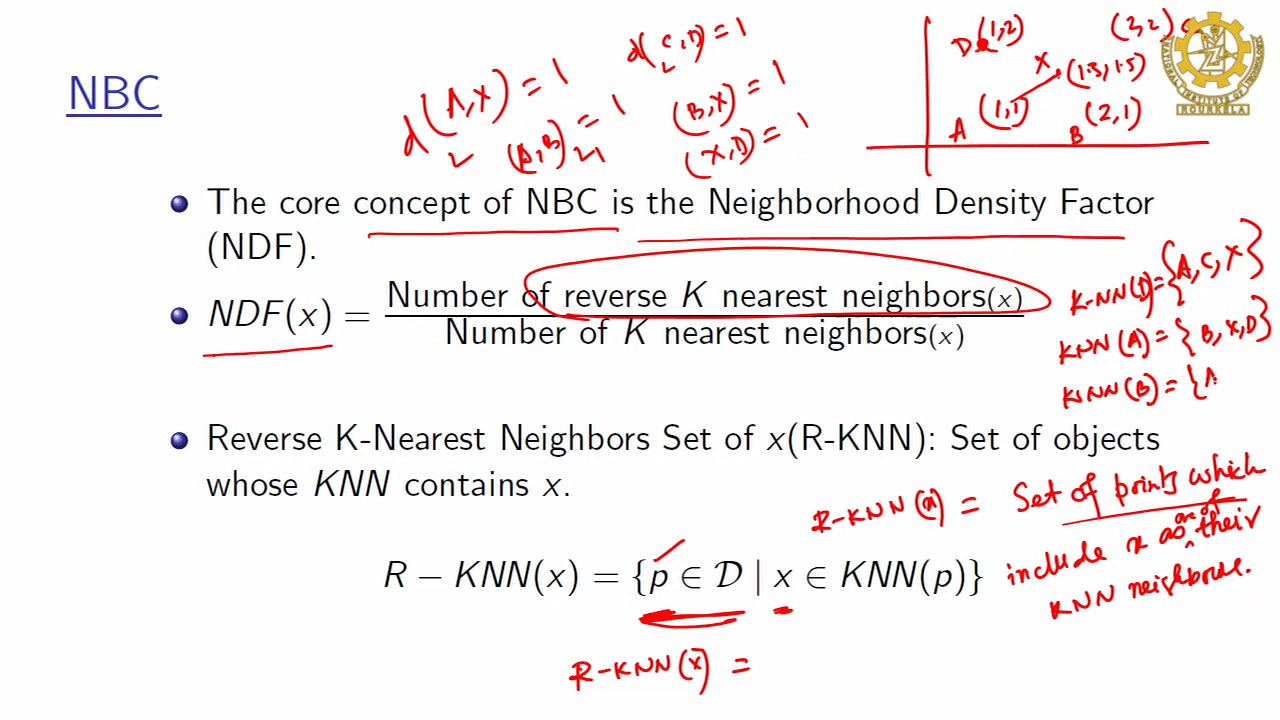 NBC
d(A,X) = 1
(A,B) = 1
d(C,D) = 1
(B,X) = 1
(X,D) = 1
D (1,2)
X (1.5, 1.5)
A (1,1)
B (2,1)
The core concept of NBC is the Neighborhood Density Factor
(NDF).
NDF(x) = Number of reverse K nearest neighbors(x)
Number of K nearest neighbors(x)
K-NN(D) = {A, C, X}
KNN (A) = { B, X, D}
KNN (B) = {A
Reverse K-Nearest Neighbors Set of x(R-KNN): Set of objects
whose KNN contains x.
R-KNN(x) = Set of points which
include x as one of their
KNN neighbours.
R − KNN(x) = {p ∈ D | x ∈ KNN(p)}
R-KNN(x) =